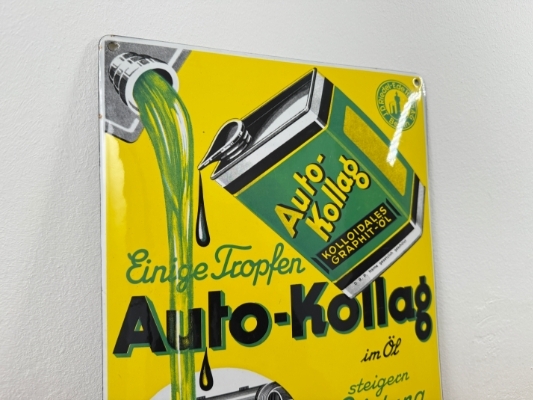 Auto-
Kollag
KOLLOIDALES
GRAPHIT-ÖL
Einige Tropfen
Auto-Kollag
im Öl
steigern